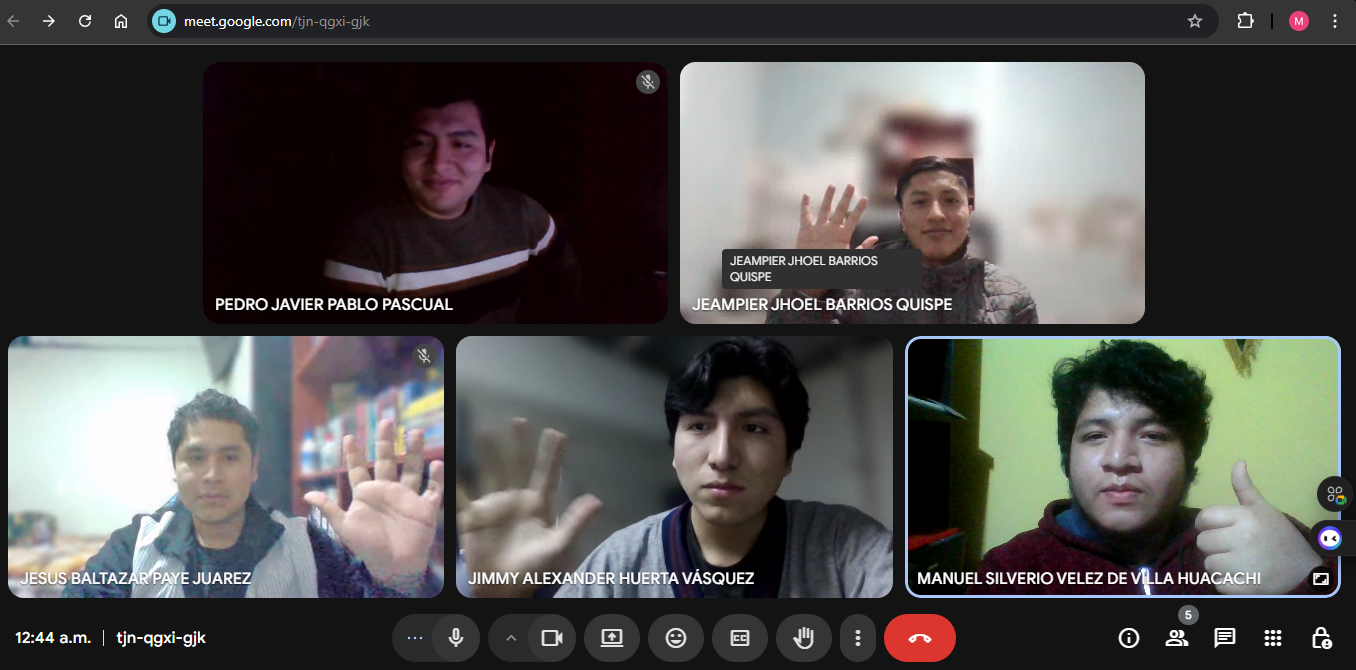 meet.google.com/tjn-qgxi-gjk
M
PEDRO JAVIER PABLO PASCUAL
JEAMPIER JHOEL BARRIOS
QUISPE
JEAMPIER JHOEL BARRIOS QUISPE
JESUS BALTAZAR PAYE JUAREZ
JIMMY ALEXANDER HUERTA VÁSQUEZ
MANUEL SILVERIO VELEZ DE VILLA HUACACHI
12:44 a.m. | tjn-qgxi-gjk
CC
5